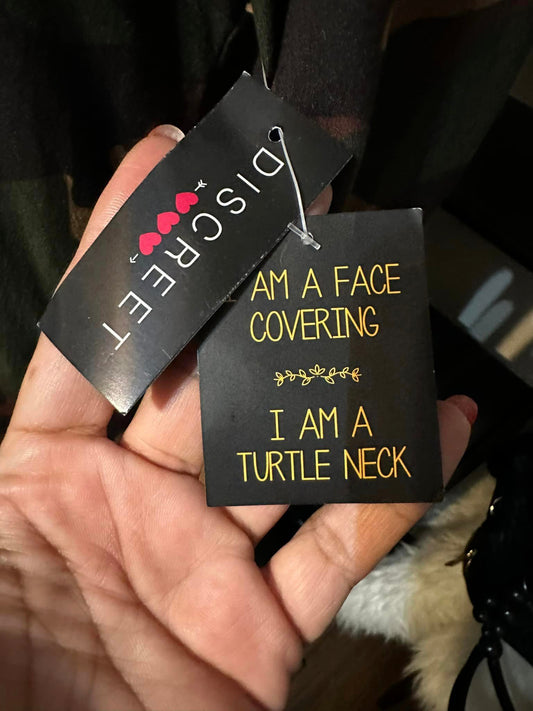 DISCREET
I AM A FACE
COVERING
I AM A
TURTLE NECK